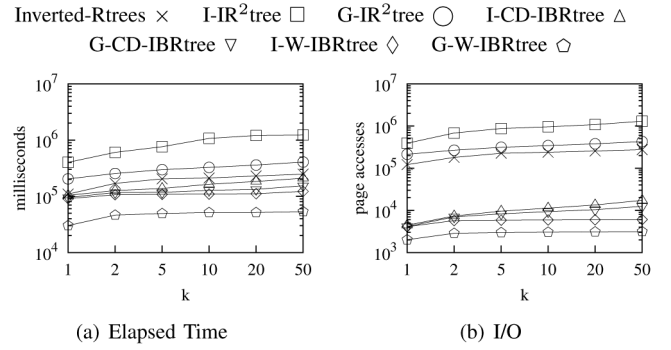 Inverted-Rtrees I-IR²tree G-IR²tree I-CD-IBRtree
G-CD-IBRtree I-W-IBRtree G-W-IBRtree
milliseconds
10⁷
10⁶
10⁵
10⁴
1 2 5 10 20 50
k
(a) Elapsed Time
page accesses
10⁷
10⁶
10⁵
10⁴
10³
1 2 5 10 20 50
k
(b) I/O